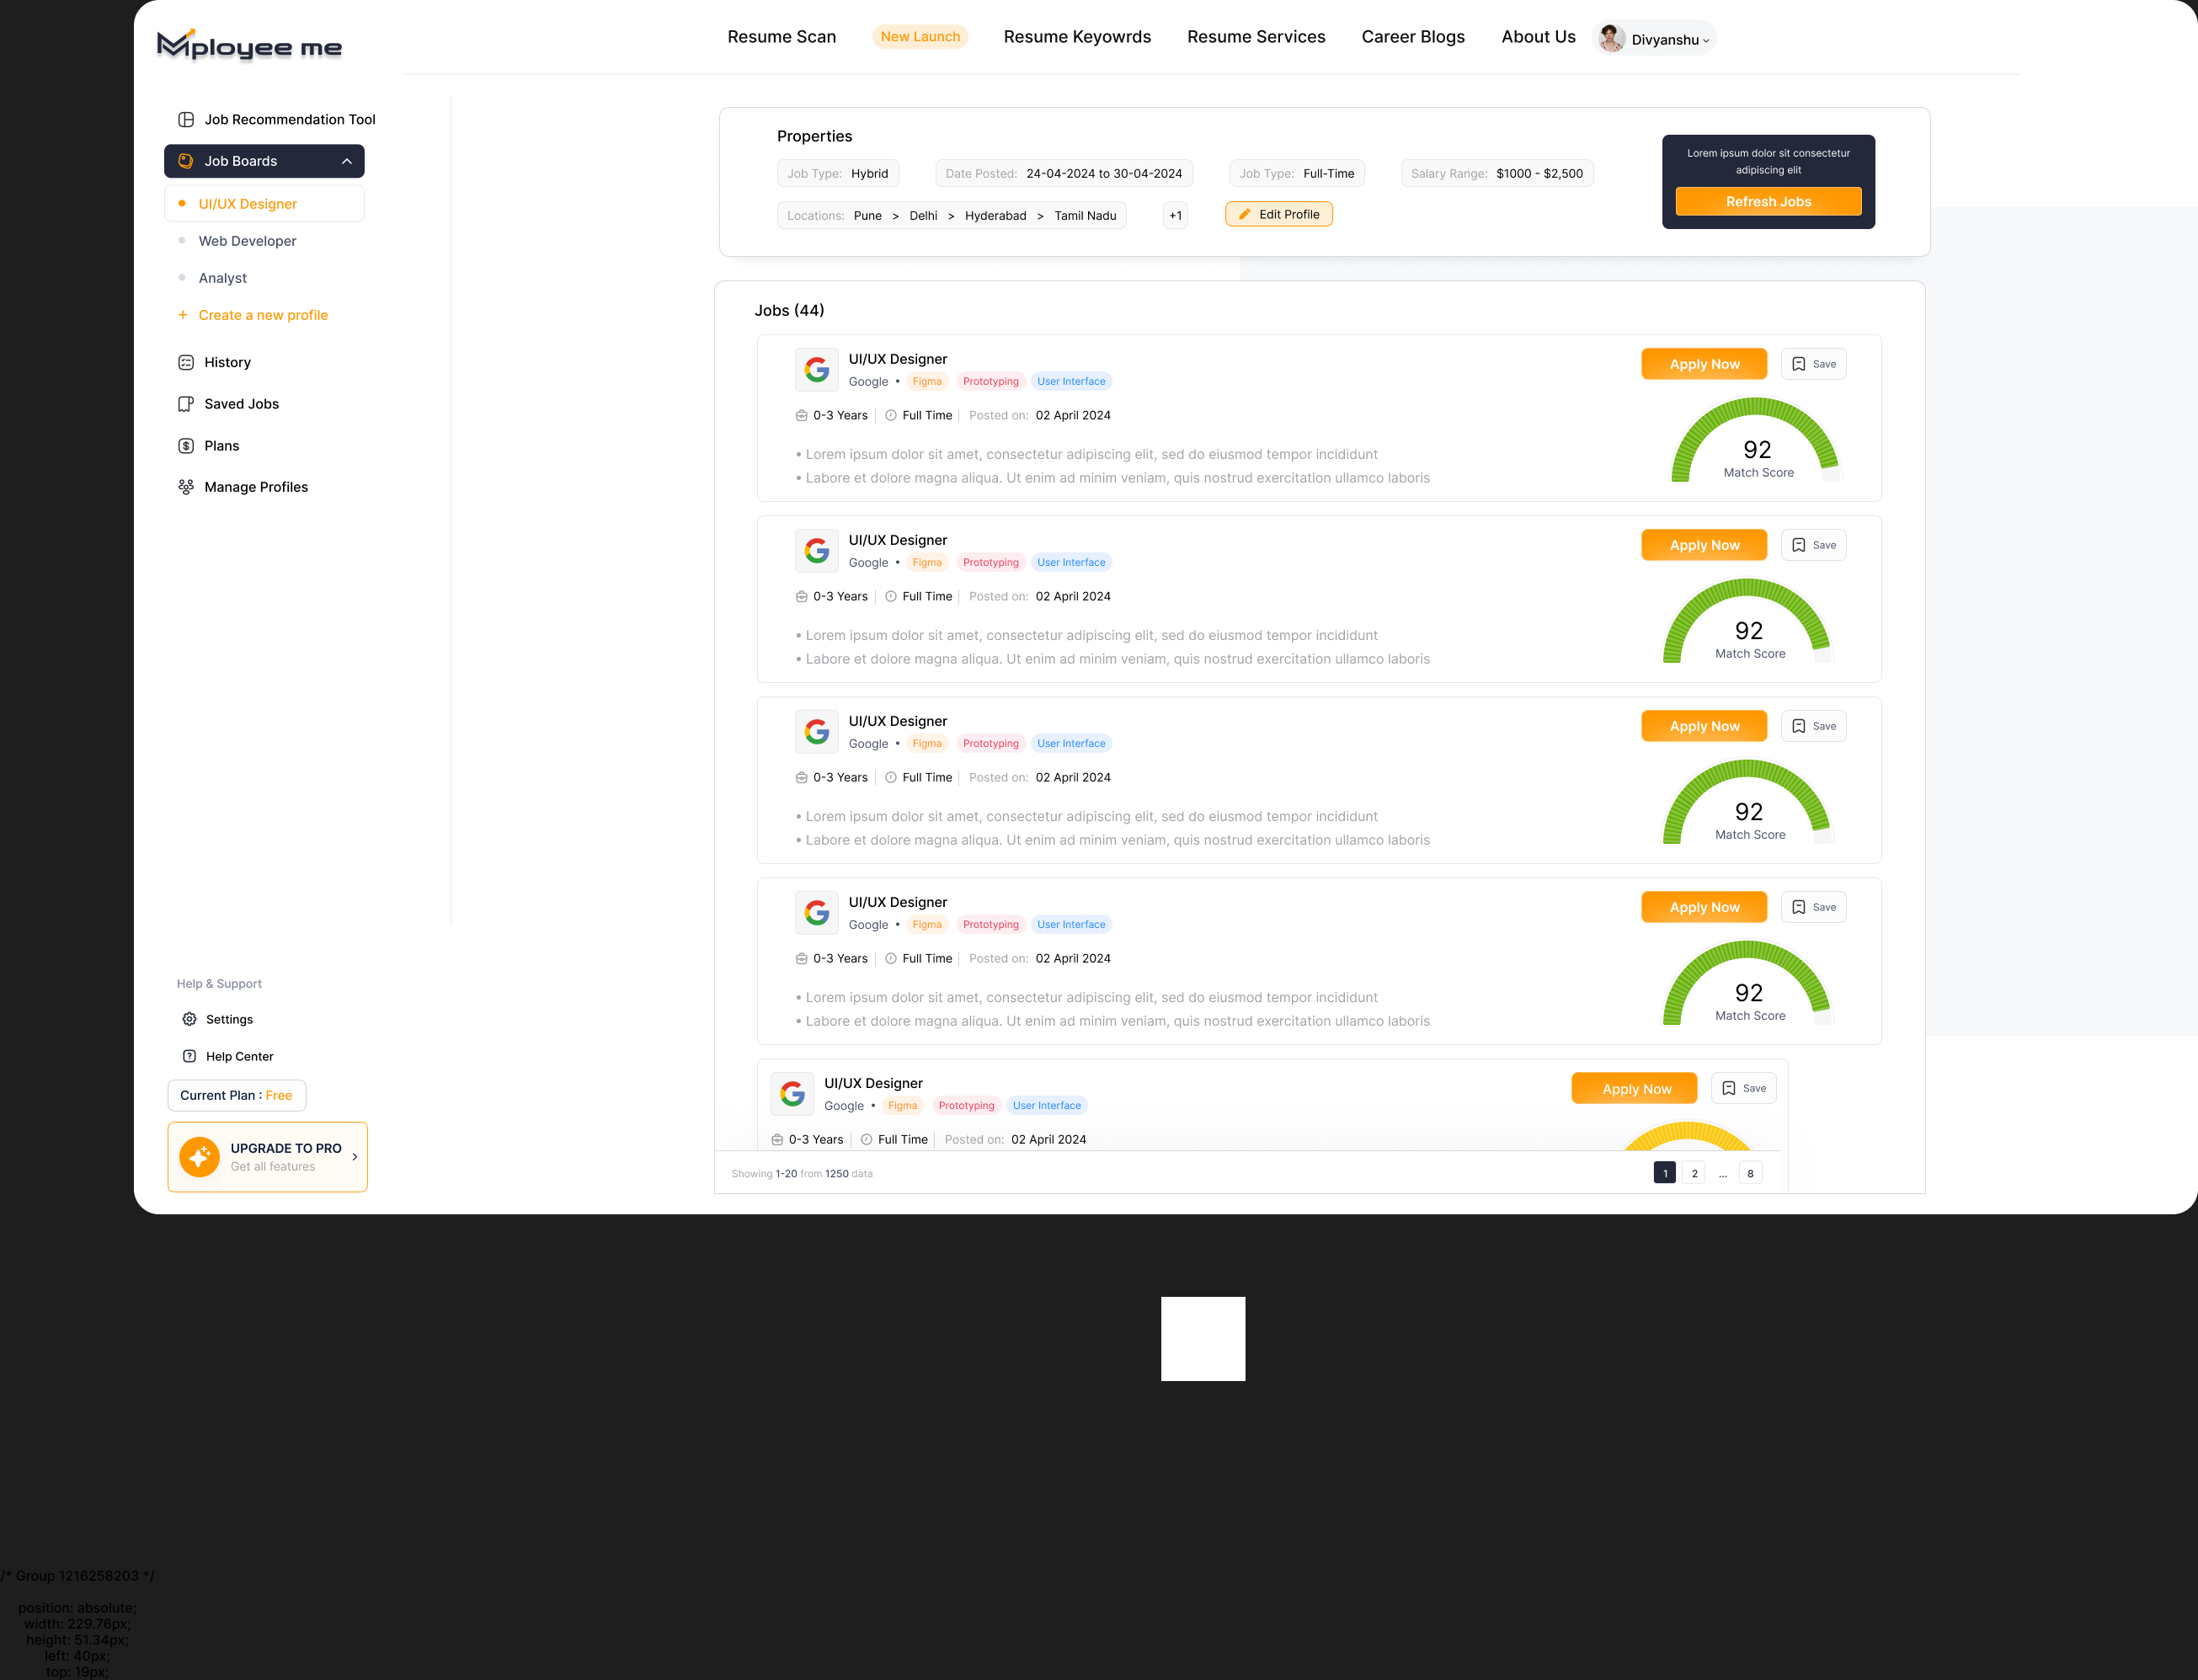 Mployee me
Resume Scan
New Launch
Resume Keyowrds
Resume Services
Career Blogs
About Us
Divyanshu
Job Recommendation Tool
Job Boards
UI/UX Designer
Web Developer
Analyst
+ Create a new profile
History
Saved Jobs
Plans
Manage Profiles
Help & Support
Settings
Help Center
Current Plan : Free
UPGRADE TO PRO
Get all features
Properties
Job Type: Hybrid
Date Posted: 24-04-2024 to 30-04-2024
Job Type: Full-Time
Salary Range: $1000 - $2,500
Locations: Pune > Delhi > Hyderabad > Tamil Nadu
+1
Edit Profile
Lorem ipsum dolor sit consectetur
adipiscing elit
Refresh Jobs
Jobs (44)
UI/UX Designer
Google • Figma Prototyping User Interface
0-3 Years Full Time Posted on: 02 April 2024
• Lorem ipsum dolor sit amet, consectetur adipiscing elit, sed do eiusmod tempor incididunt
• Labore et dolore magna aliqua. Ut enim ad minim veniam, quis nostrud exercitation ullamco laboris
Apply Now
Save
92
Match Score
UI/UX Designer
Google • Figma Prototyping User Interface
0-3 Years Full Time Posted on: 02 April 2024
• Lorem ipsum dolor sit amet, consectetur adipiscing elit, sed do eiusmod tempor incididunt
• Labore et dolore magna aliqua. Ut enim ad minim veniam, quis nostrud exercitation ullamco laboris
Apply Now
Save
92
Match Score
UI/UX Designer
Google • Figma Prototyping User Interface
0-3 Years Full Time Posted on: 02 April 2024
• Lorem ipsum dolor sit amet, consectetur adipiscing elit, sed do eiusmod tempor incididunt
• Labore et dolore magna aliqua. Ut enim ad minim veniam, quis nostrud exercitation ullamco laboris
Apply Now
Save
92
Match Score
UI/UX Designer
Google • Figma Prototyping User Interface
0-3 Years Full Time Posted on: 02 April 2024
• Lorem ipsum dolor sit amet, consectetur adipiscing elit, sed do eiusmod tempor incididunt
• Labore et dolore magna aliqua. Ut enim ad minim veniam, quis nostrud exercitation ullamco laboris
Apply Now
Save
92
Match Score
UI/UX Designer
Google • Figma Prototyping User Interface
0-3 Years Full Time Posted on: 02 April 2024
Apply Now
Save
Showing 1-20 from 1250 data
1 2 ... 8
/* Group 1216258203 */
position: absolute;
width: 229.76px;
height: 51.34px;
left: 40px;
top: 19px;